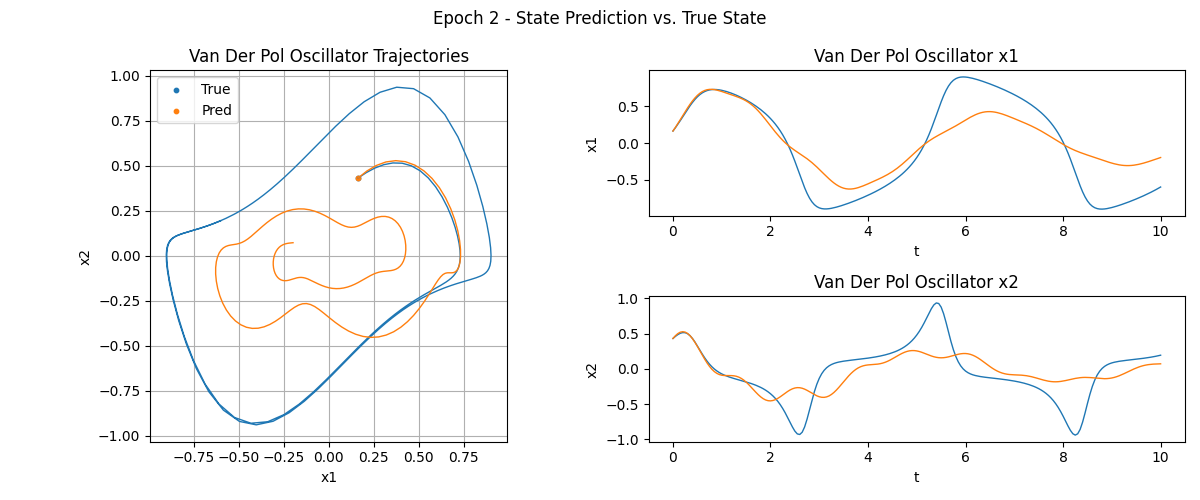 Epoch 2 - State Prediction vs. True State
Van Der Pol Oscillator Trajectories
True
Pred
1.00
0.75
0.50
0.25
0.00
−0.25
−0.50
−0.75
−1.00
x2
−0.75 −0.50 −0.25 0.00 0.25 0.50 0.75
x1
Van Der Pol Oscillator x1
0.5
0.0
−0.5
x1
0 2 4 6 8 10
t
Van Der Pol Oscillator x2
1.0
0.5
0.0
−0.5
−1.0
x2
0 2 4 6 8 10
t